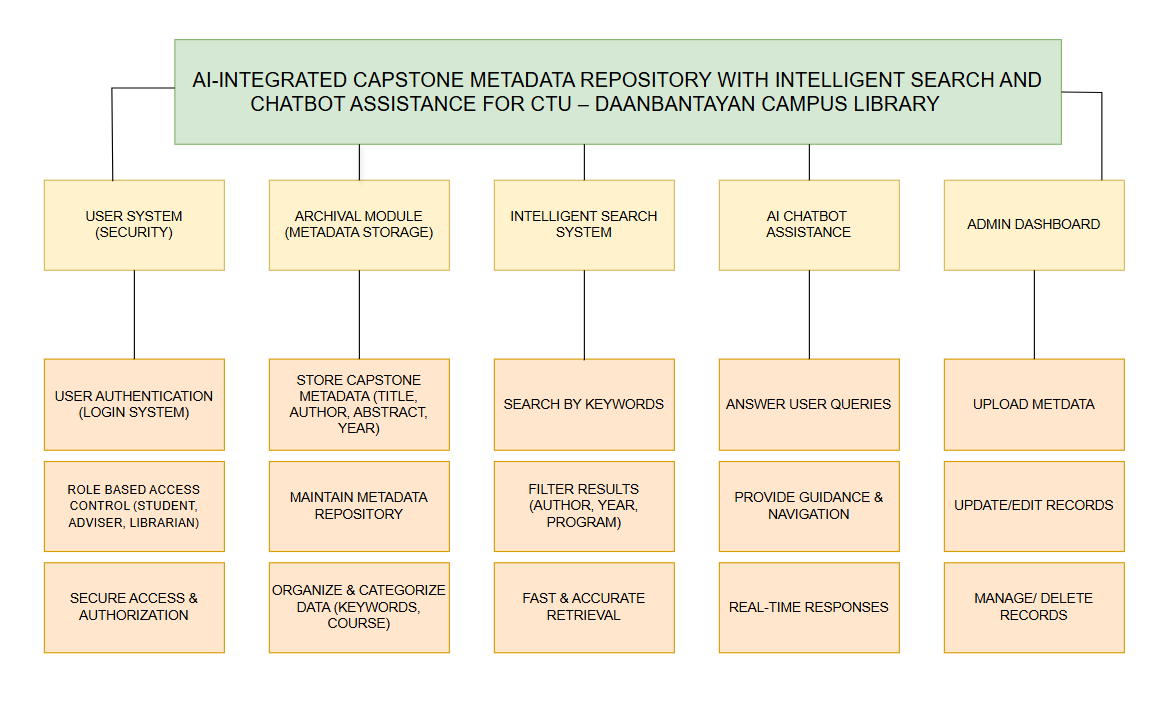 AI-INTEGRATED CAPSTONE METADATA REPOSITORY WITH INTELLIGENT SEARCH AND
CHATBOT ASSISTANCE FOR CTU – DAANBANTAYAN CAMPUS LIBRARY
USER SYSTEM
(SECURITY)
ARCHIVAL MODULE
(METADATA STORAGE)
INTELLIGENT SEARCH
SYSTEM
AI CHATBOT
ASSISTANCE
ADMIN DASHBOARD
USER AUTHENTICATION
(LOGIN SYSTEM)
STORE CAPSTONE
METADATA (TITLE,
AUTHOR, ABSTRACT,
YEAR)
SEARCH BY KEYWORDS
ANSWER USER QUERIES
UPLOAD METDATA
ROLE BASED ACCESS
CONTROL (STUDENT,
ADVISER, LIBRARIAN)
MAINTAIN METADATA
REPOSITORY
FILTER RESULTS
(AUTHOR, YEAR,
PROGRAM)
PROVIDE GUIDANCE &
NAVIGATION
UPDATE/EDIT RECORDS
SECURE ACCESS &
AUTHORIZATION
ORGANIZE & CATEGORIZE
DATA (KEYWORDS,
COURSE)
FAST & ACCURATE
RETRIEVAL
REAL-TIME RESPONSES
MANAGE/ DELETE
RECORDS